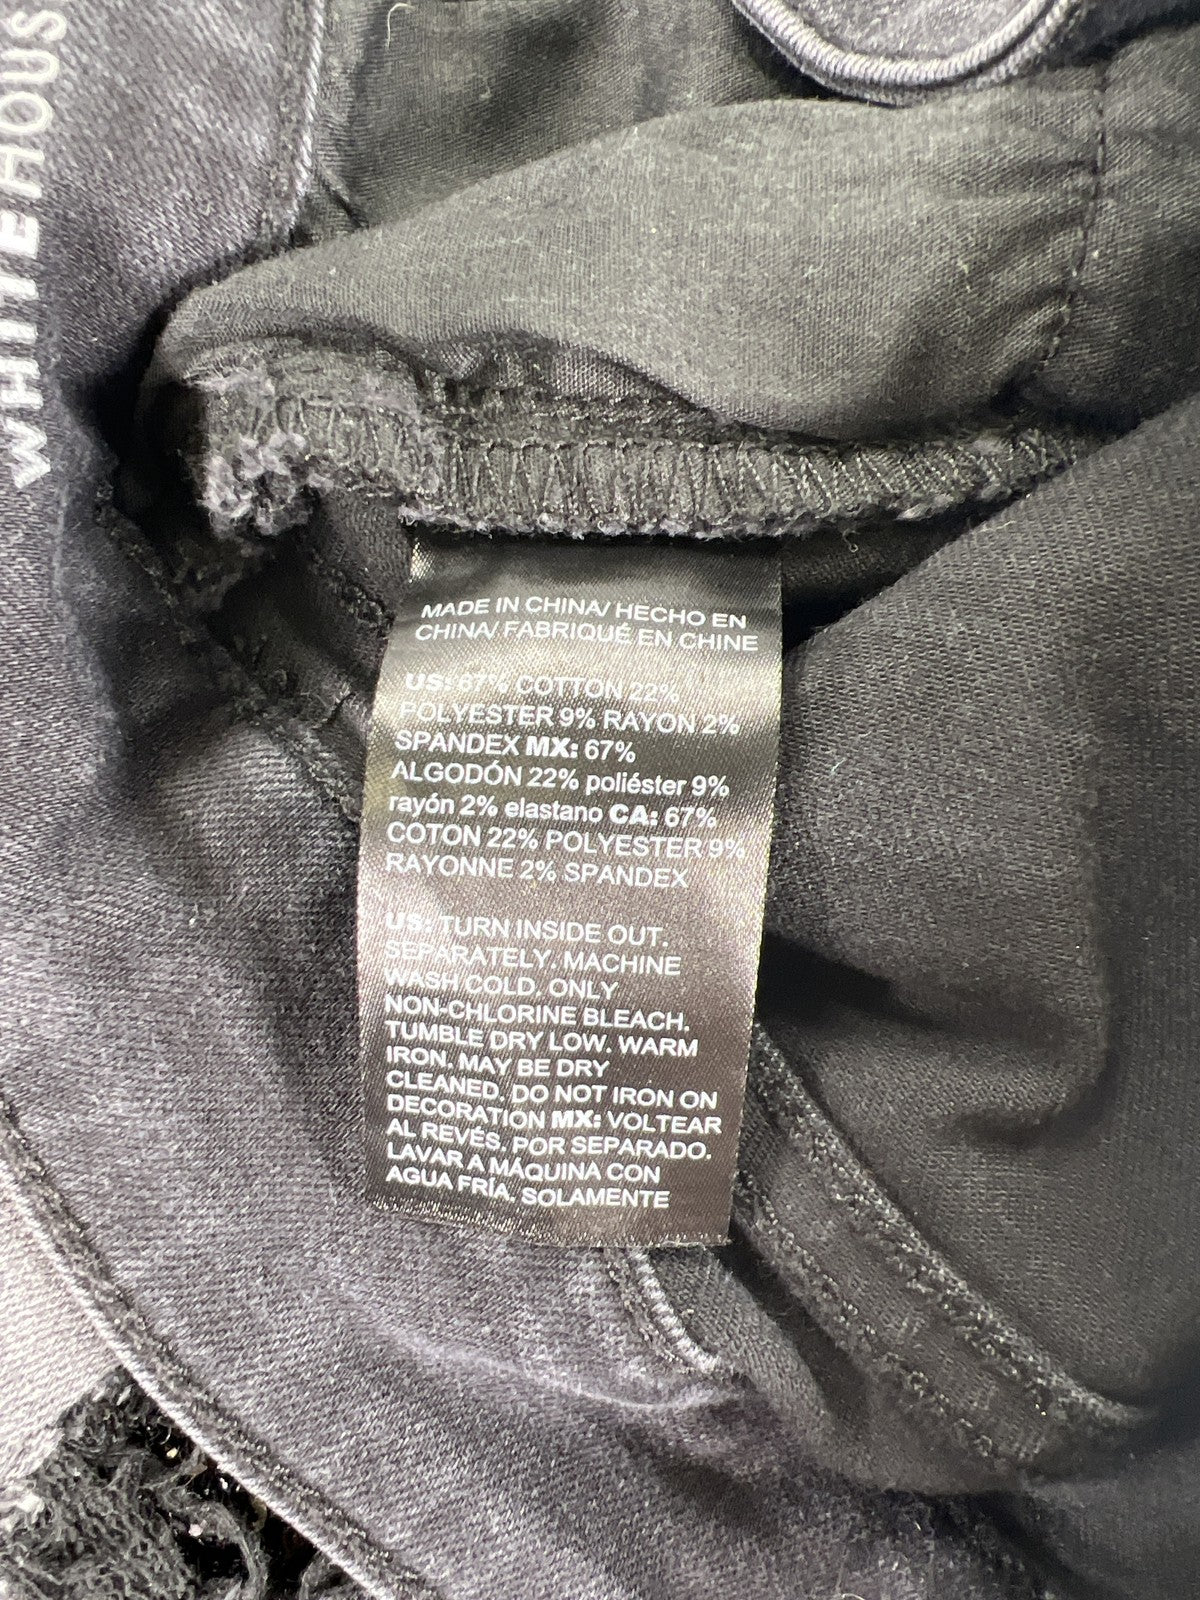 WHITE HOUS
MADE IN CHINA/ HECHO EN
CHINA/ FABRIQUÉ EN CHINE
US: 67% COTTON 22%
POLYESTER 9% RAYON 2%
SPANDEX MX: 67%
ALGODÓN 22% poliéster 9%
rayón 2% elastano CA: 67%
COTON 22% POLYESTER 9%
RAYONNE 2% SPANDEX
US: TURN INSIDE OUT.
SEPARATELY. MACHINE
WASH COLD. ONLY
NON-CHLORINE BLEACH.
TUMBLE DRY LOW. WARM
IRON. MAY BE DRY
CLEANED. DO NOT IRON ON
DECORATION MX: VOLTEAR
AL REVÉS. POR SEPARADO.
LAVAR A MÁQUINA CON
AGUA FRÍA. SOLAMENTE